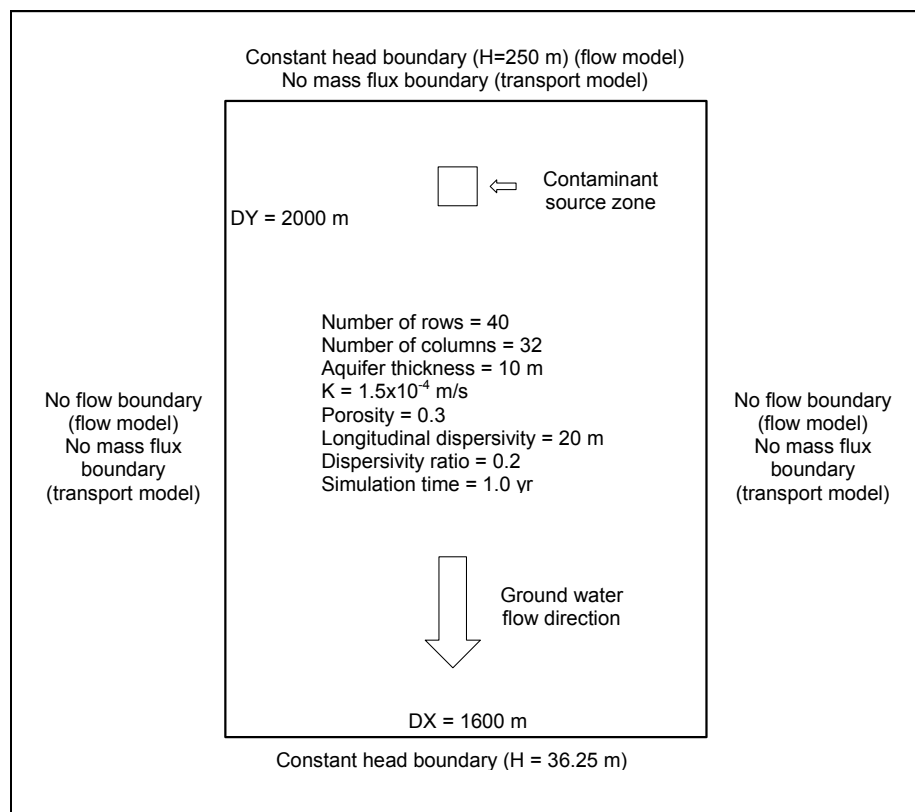 Constant head boundary (H=250 m) (flow model)
No mass flux boundary (transport model)
Contaminant
source zone
DY = 2000 m
Number of rows = 40
Number of columns = 32
Aquifer thickness = 10 m
K = 1.5x10⁻⁴ m/s
Porosity = 0.3
Longitudinal dispersivity = 20 m
Dispersivity ratio = 0.2
Simulation time = 1.0 yr
No flow boundary
(flow model)
No mass flux
boundary
(transport model)
No flow boundary
(flow model)
No mass flux
boundary
(transport model)
Ground water
flow direction
DX = 1600 m
Constant head boundary (H = 36.25 m)